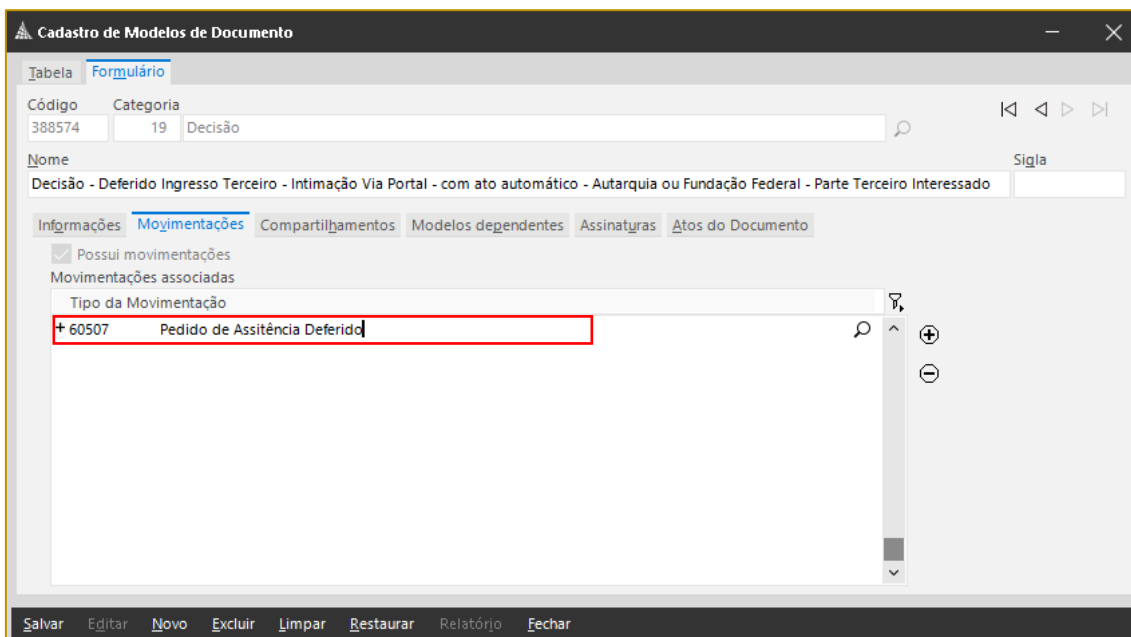 Cadastro de Modelos de Documento
Tabela Formulário
Código Categoria
388574 19 Decisão
Nome Sigla
Decisão - Deferido Ingresso Terceiro - Intimação Via Portal - com ato automático - Autarquia ou Fundação Federal - Parte Terceiro Interessado
Informações Movimentações Compartilhamentos Modelos dependentes Assinaturas Atos do Documento
Possui movimentações
Movimentações associadas
Tipo da Movimentação
+ 60507 Pedido de Assitência Deferido
Salvar Editar Novo Excluir Limpar Restaurar Relatório Fechar